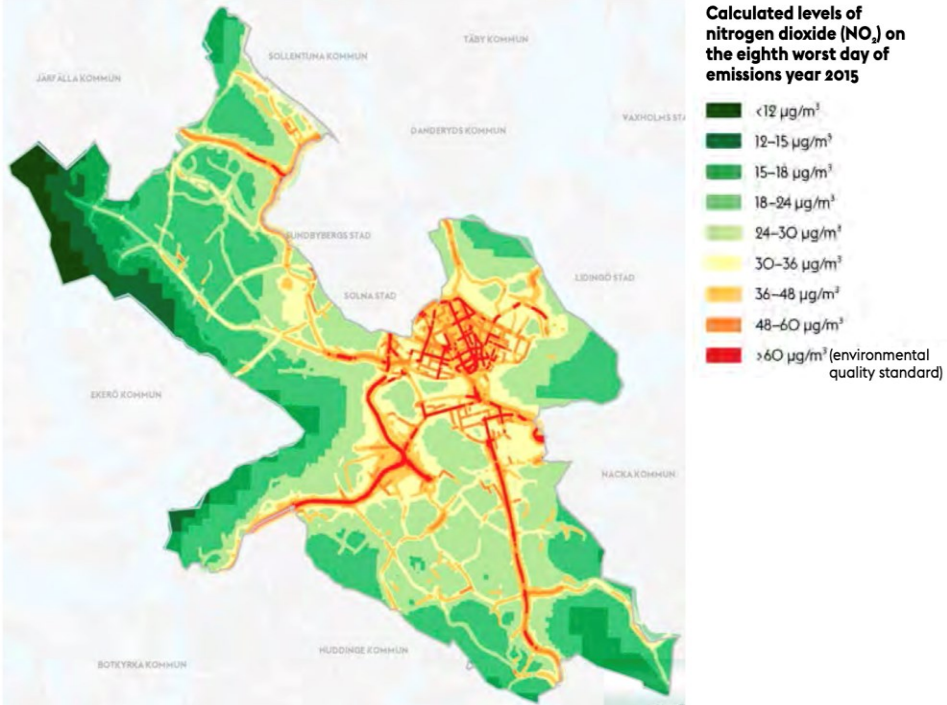 Calculated levels of
nitrogen dioxide (NO₂) on
the eighth worst day of
emissions year 2015
<12 µg/m³
12–15 µg/m³
15–18 µg/m³
18–24 µg/m³
24–30 µg/m³
30–36 µg/m³
36–48 µg/m³
48–60 µg/m³
>60 µg/m³ (environmental
quality standard)
TÄBY KOMMUN
SOLLENTUNA KOMMUN
JÄRFÄLLA KOMMUN
VAXHOLMS STA
DANDERYDS KOMMUN
SUNDBYBERGS STAD
LIDINGÖ STAD
SOLNA STAD
EKERÖ KOMMUN
NACKA KOMMUN
HUDDINGE KOMMUN
BOTKYRKA KOMMUN